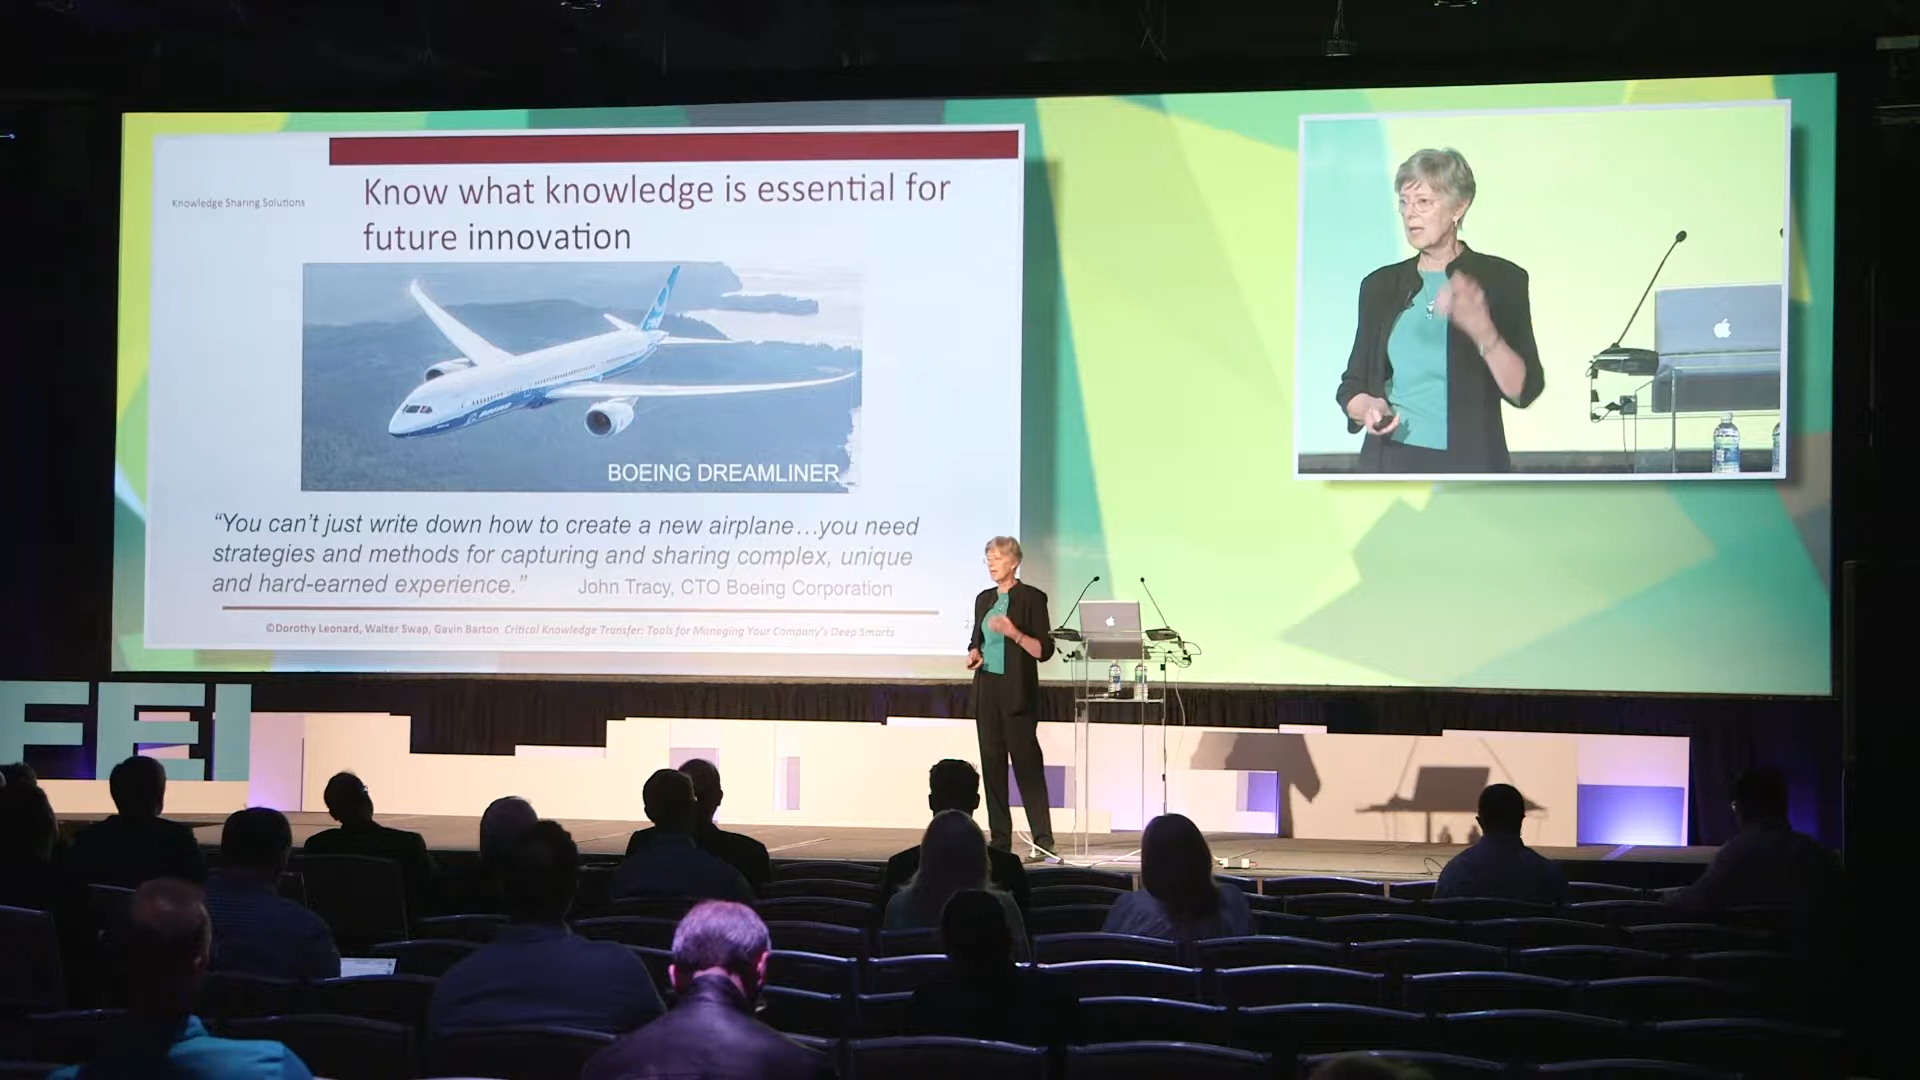 Knowledge Sharing Solutions
Know what knowledge is essential for
future innovation
BOEING DREAMLINER
“You can’t just write down how to create a new airplane…you need
strategies and methods for capturing and sharing complex, unique
and hard-earned experience.” John Tracy, CTO Boeing Corporation
©Dorothy Leonard, Walter Swap, Gavin Barton Critical Knowledge Transfer: Tools for Managing Your Company’s Deep Smarts
FEI